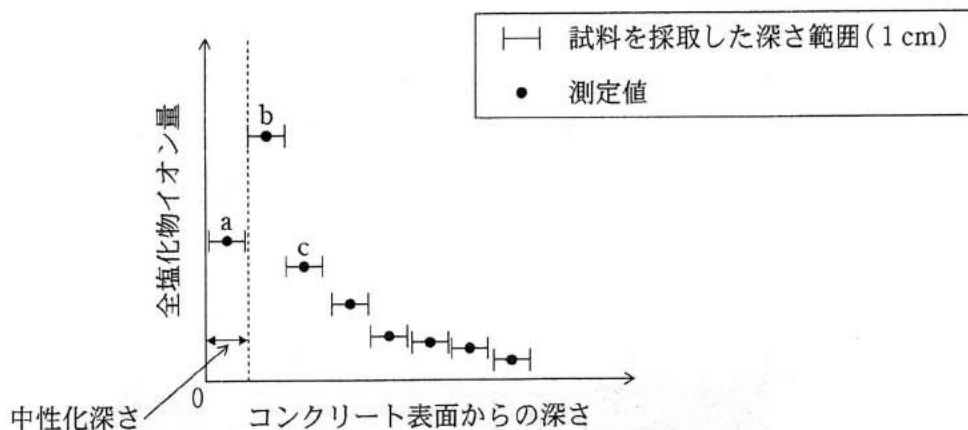 試料を採取した深さ範囲(1 cm)
測定値
全塩化物イオン量
a
b
c
0
中性化深さ
コンクリート表面からの深さ